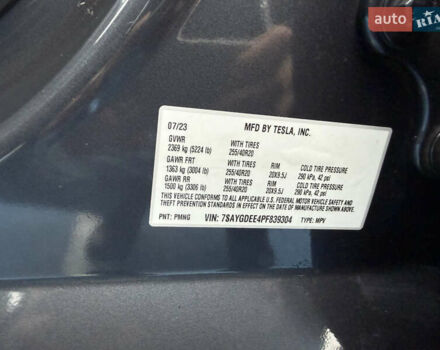 auto RIA
07/23 MFD BY TESLA, INC.
GVWR WITH TIRES
2369 kg (5224 lb) 255/40R20
GAWR FRT WITH TIRES RIM COLD TIRE PRESSURE
1363 kg (3004 lb) 255/40R20 20X9.5J 290 kPa, 42 psi
GAWR RR WITH TIRES RIM COLD TIRE PRESSURE
1500 kg (3306 lb) 255/40R20 20X9.5J 290 kPa, 42 psi
THIS VEHICLE CONFORMS TO ALL APPLICABLE U.S. FEDERAL MOTOR VEHICLE SAFETY AND
THEFT PREVENTION STANDARDS IN EFFECT ON THE DATE OF MANUFACTURE SHOWN ABOVE.
PNT: PMNG VIN: 7SAYGDEE4PF839304 TYPE: MPV